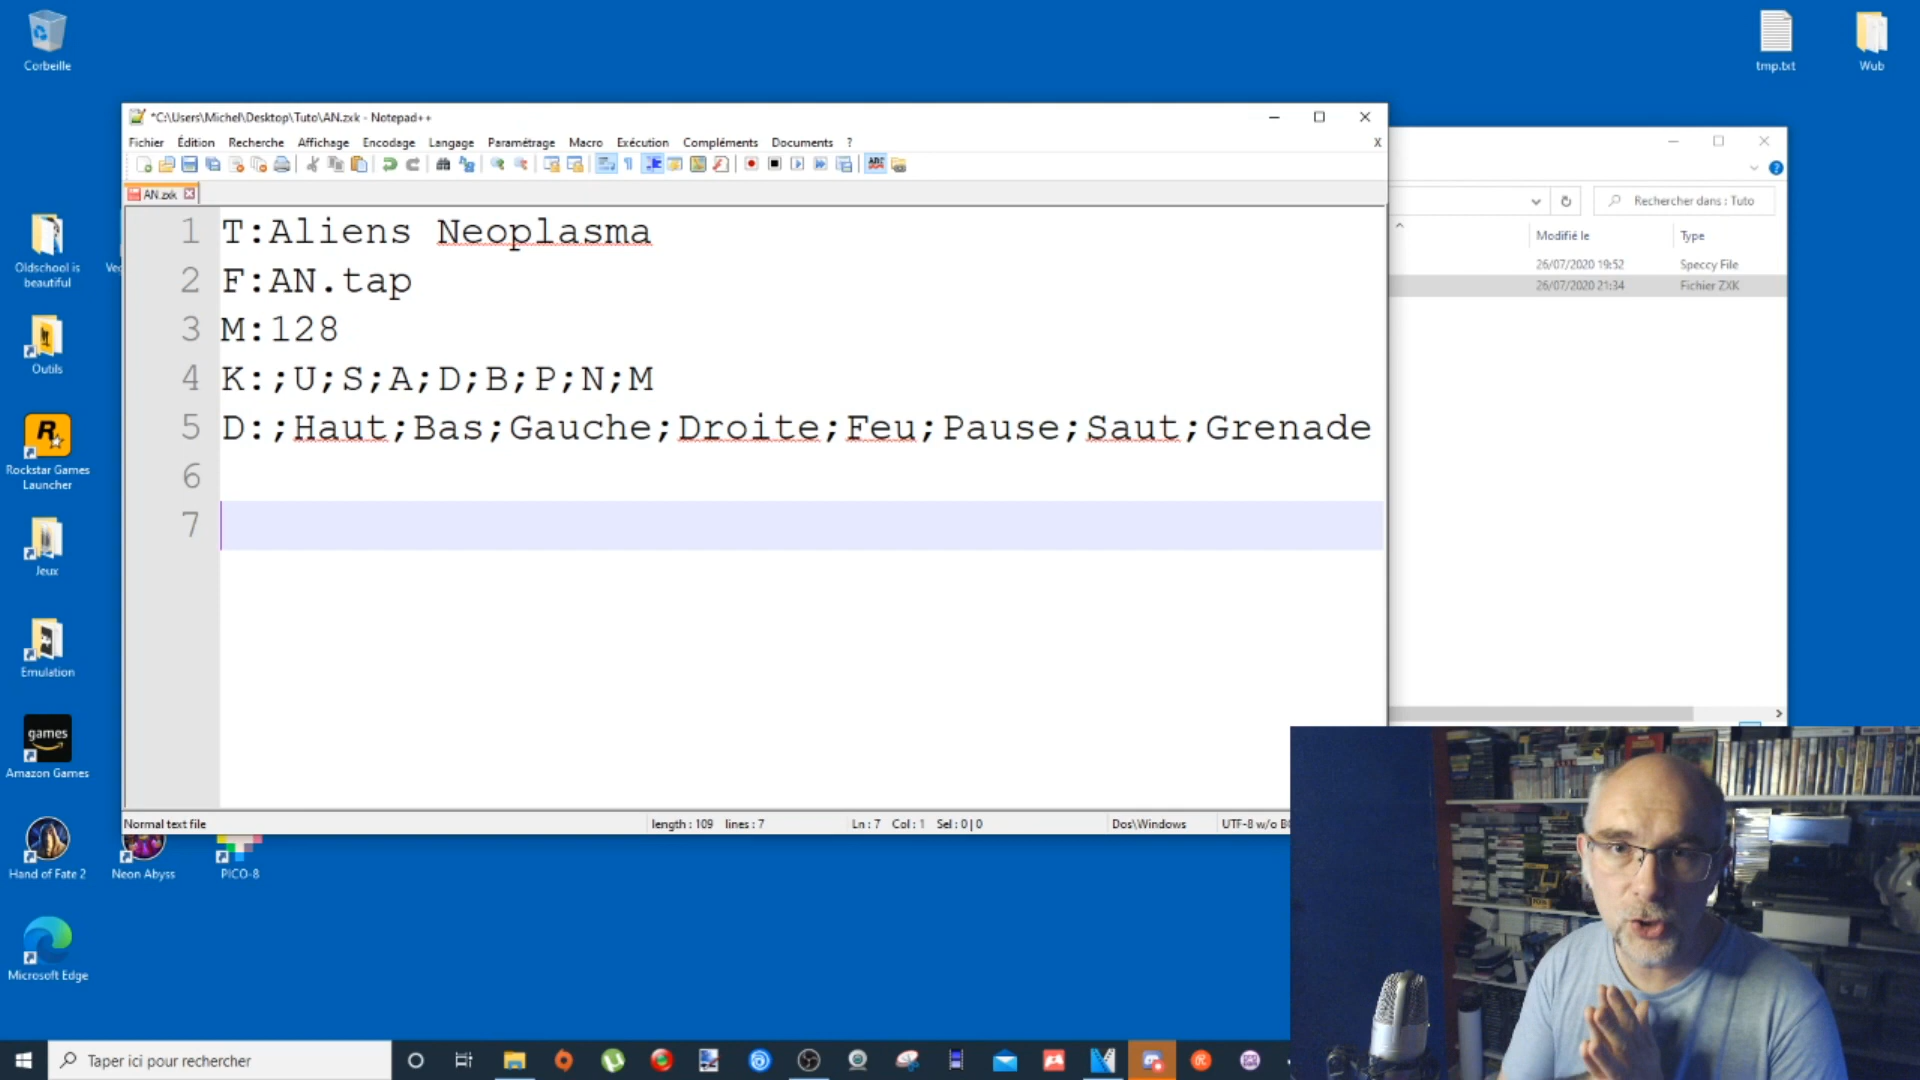 Corbeille
tmp.txt
Wub
*C:\Users\Michel\Desktop\Tuto\AN.zxk - Notepad++
Fichier Édition Recherche Affichage Encodage Langage Paramétrage Macro Exécution Compléments Documents ? X
AN.zxk
1 T:Aliens Neoplasma
2 F:AN.tap
3 M:128
4 K:;U;S;A;D;B;P;N;M
5 D:;Haut;Bas;Gauche;Droite;Feu;Pause;Saut;Grenade
6
7
Normal text file length : 109 lines : 7 Ln : 7 Col : 1 Sel : 0 | 0 Dos\Windows UTF-8 w/o
Rechercher dans : Tuto
Modifié le Type
26/07/2020 19:52 Speccy File
26/07/2020 21:34 Fichier ZXK
Oldschool is
beautiful
Outils
R
Rockstar Games
Launcher
Jeux
Emulation
games
Amazon Games
Hand of Fate 2
Neon Abyss
PICO-8
Microsoft Edge
Taper ici pour rechercher